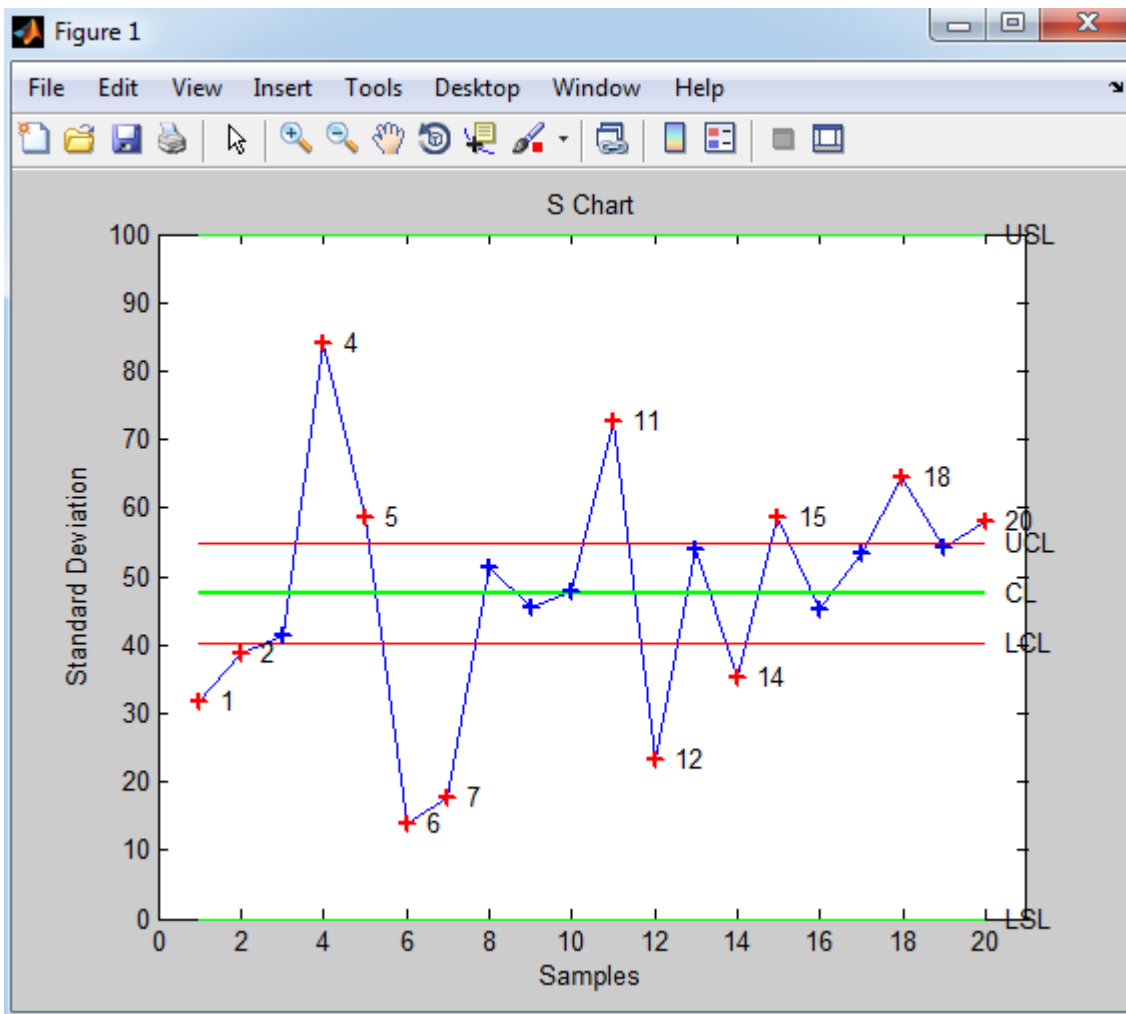 Figure 1
File Edit View Insert Tools Desktop Window Help
S Chart
100
90
80
70
60
50
40
30
20
10
0
Standard Deviation
USL
4
11
18
5
15
20
UCL
CL
LCL
2
1
14
12
7
6
LSL
0 2 4 6 8 10 12 14 16 18 20
Samples